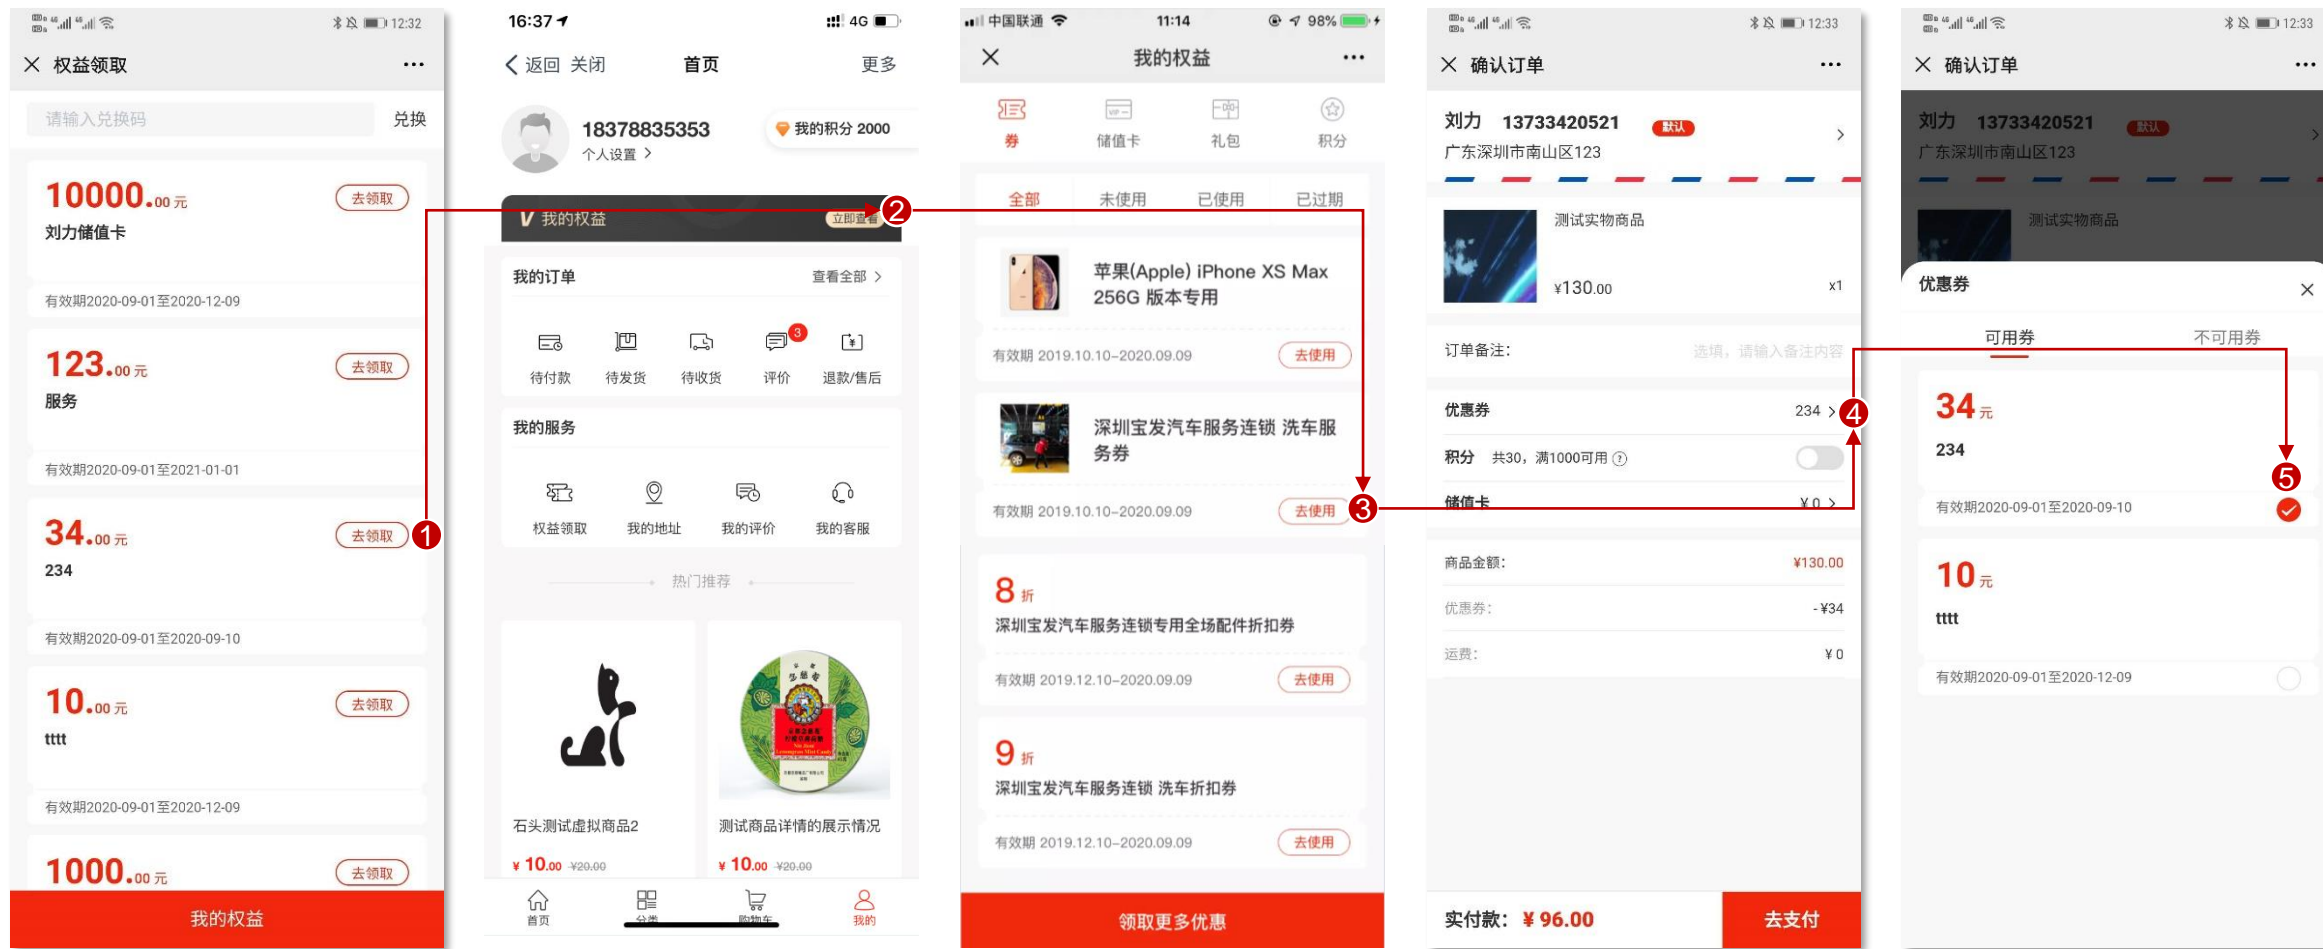 12:32
权益领取
请输入兑换码
兑换
10000.00 元
去领取
刘力储值卡
有效期2020-09-01至2020-12-09
123.00 元
去领取
服务
有效期2020-09-01至2021-01-01
34.00 元
去领取
1
234
有效期2020-09-01至2020-09-10
10.00 元
去领取
tttt
有效期2020-09-01至2020-12-09
1000.00 元
去领取
我的权益
16:37
4G
返回 关闭
首页
更多
18378835353
个人设置
我的积分 2000
V 我的权益
立即查看
2
我的订单
查看全部
3
待付款 待发货 待收货 评价 退款/售后
我的服务
权益领取 我的地址 我的评价 我的客服
热门推荐
石头测试虚拟商品2
¥ 10.00 ¥20.00
测试商品详情的展示情况
¥ 10.00 ¥20.00
首页 分类 购物车 我的
中国联通
11:14
98%
我的权益
券 储值卡 礼包 积分
全部 未使用 已使用 已过期
苹果(Apple) iPhone XS Max
256G 版本专用
有效期 2019.10.10-2020.09.09
去使用
深圳宝发汽车服务连锁 洗车服
务券
有效期 2019.10.10-2020.09.09
去使用
3
8 折
深圳宝发汽车服务连锁专用全场配件折扣券
有效期 2019.12.10-2020.09.09
去使用
9 折
深圳宝发汽车服务连锁 洗车折扣券
有效期 2019.12.10-2020.09.09
去使用
领取更多优惠
12:33
确认订单
刘力 13733420521 默认
广东深圳市南山区123
测试实物商品
¥130.00
x1
订单备注:
选填，请输入备注内容
优惠券
234
4
积分 共30，满1000可用
储值卡
¥ 0
商品金额:
¥130.00
优惠券:
- ¥34
运费:
¥ 0
实付款: ¥ 96.00
去支付
12:33
确认订单
刘力 13733420521 默认
广东深圳市南山区123
测试实物商品
优惠券
可用券
不可用券
34 元
234
5
有效期2020-09-01至2020-09-10
10 元
tttt
有效期2020-09-01至2020-12-09